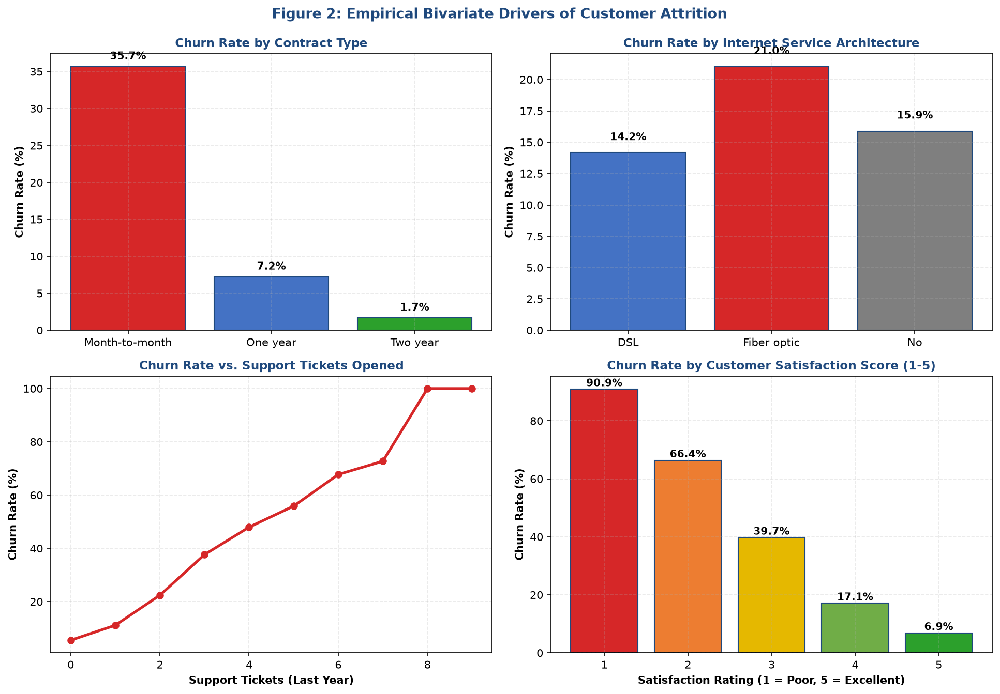 Figure 2: Empirical Bivariate Drivers of Customer Attrition
Churn Rate by Contract Type
Churn Rate (%)
35
30
25
20
15
10
5
0
35.7%
7.2%
1.7%
Month-to-month One year Two year
Churn Rate by Internet Service Architecture
Churn Rate (%)
20.0
17.5
15.0
12.5
10.0
7.5
5.0
2.5
0.0
14.2%
21.0%
15.9%
DSL Fiber optic No
Churn Rate vs. Support Tickets Opened
Churn Rate (%)
100
80
60
40
20
0 2 4 6 8
Support Tickets (Last Year)
Churn Rate by Customer Satisfaction Score (1-5)
Churn Rate (%)
80
60
40
20
0
90.9%
66.4%
39.7%
17.1%
6.9%
1 2 3 4 5
Satisfaction Rating (1 = Poor, 5 = Excellent)